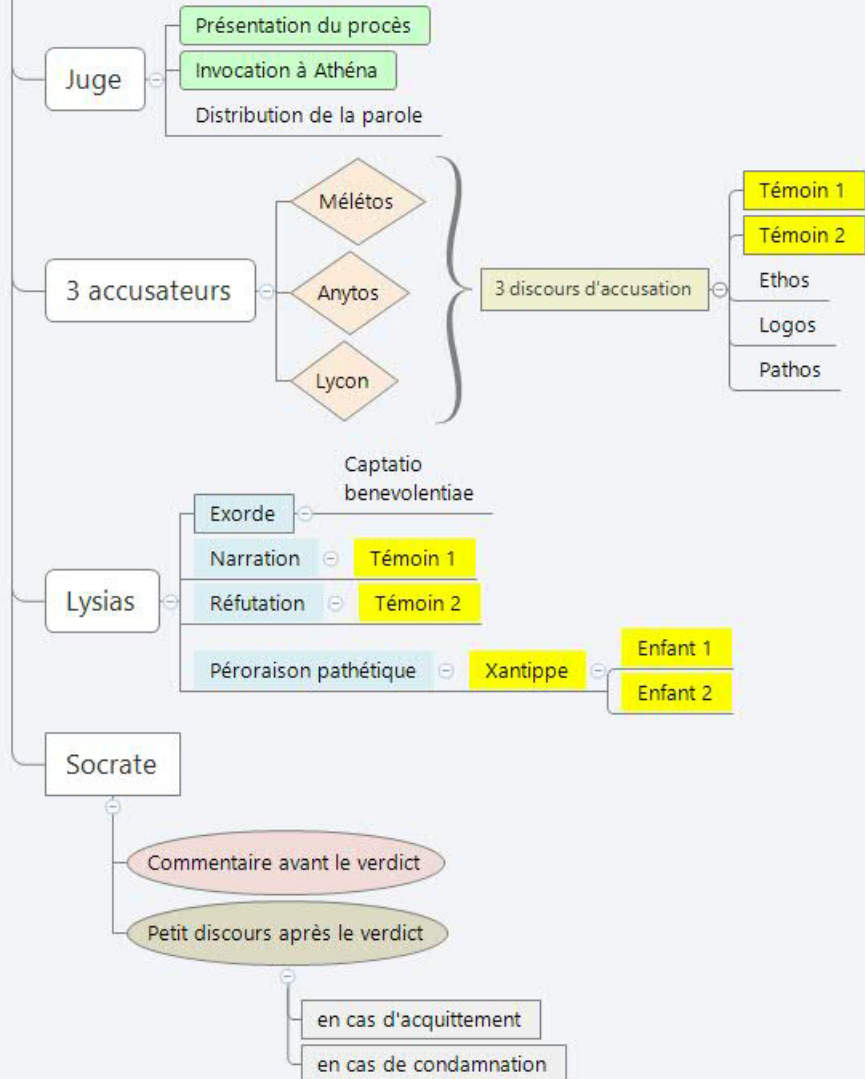 Juge
Présentation du procès
Invocation à Athéna
Distribution de la parole
3 accusateurs
Mélétos
Anytos
Lycon
3 discours d'accusation
Témoin 1
Témoin 2
Ethos
Logos
Pathos
Lysias
Exorde
Captatio
benevolentiae
Narration
Témoin 1
Réfutation
Témoin 2
Péroraison pathétique
Xantippe
Enfant 1
Enfant 2
Socrate
Commentaire avant le verdict
Petit discours après le verdict
en cas d'acquittement
en cas de condamnation